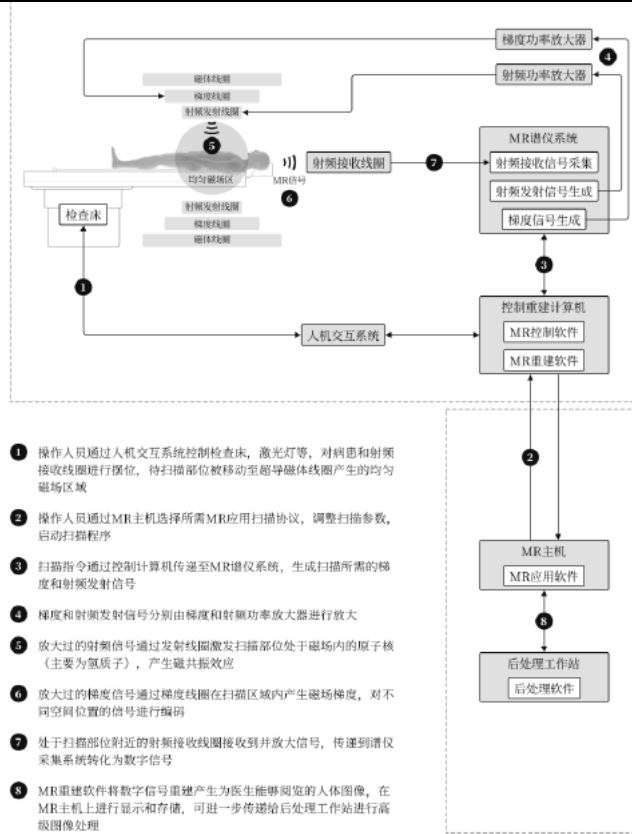 梯度功率放大器
4
射频功率放大器
磁体线圈
梯度线圈
射频发射线圈
5
MR谱仪系统
射频接收线圈
7
射频接收信号采集
均匀磁场区
MR信号
6
射频发射信号生成
射频发射线圈
检查床
梯度线圈
梯度信号生成
磁体线圈
3
1
控制重建计算机
人机交互系统
MR控制软件
MR重建软件
2
MR主机
MR应用软件
8
后处理工作站
后处理软件
1 操作人员通过人机交互系统控制检查床，激光灯等，对病患和射频
接收线圈进行摆位，待扫描部位被移动至超导磁体线圈产生的均匀
磁场区域
2 操作人员通过MR主机选择所需MR应用扫描协议，调整扫描参数，
启动扫描程序
3 扫描指令通过控制计算机传递至MR谱仪系统，生成扫描所需的梯
度和射频发射信号
4 梯度和射频发射信号分别由梯度和射频功率放大器进行放大
5 放大过的射频信号通过发射线圈激发扫描部位处于磁场内的原子核
（主要为氢质子），产生磁共振效应
6 放大过的梯度信号通过梯度线圈在扫描区域内产生磁场梯度，对不
同空间位置的信号进行编码
7 处于扫描部位附近的射频接收线圈接收到并放大信号，传递到谱仪
采集系统转化为数字信号
8 MR重建软件将数字信号重建产生为医生能够阅览的人体图像，在
MR主机上进行显示和存储，可进一步传递给后处理工作站进行高
级图像处理